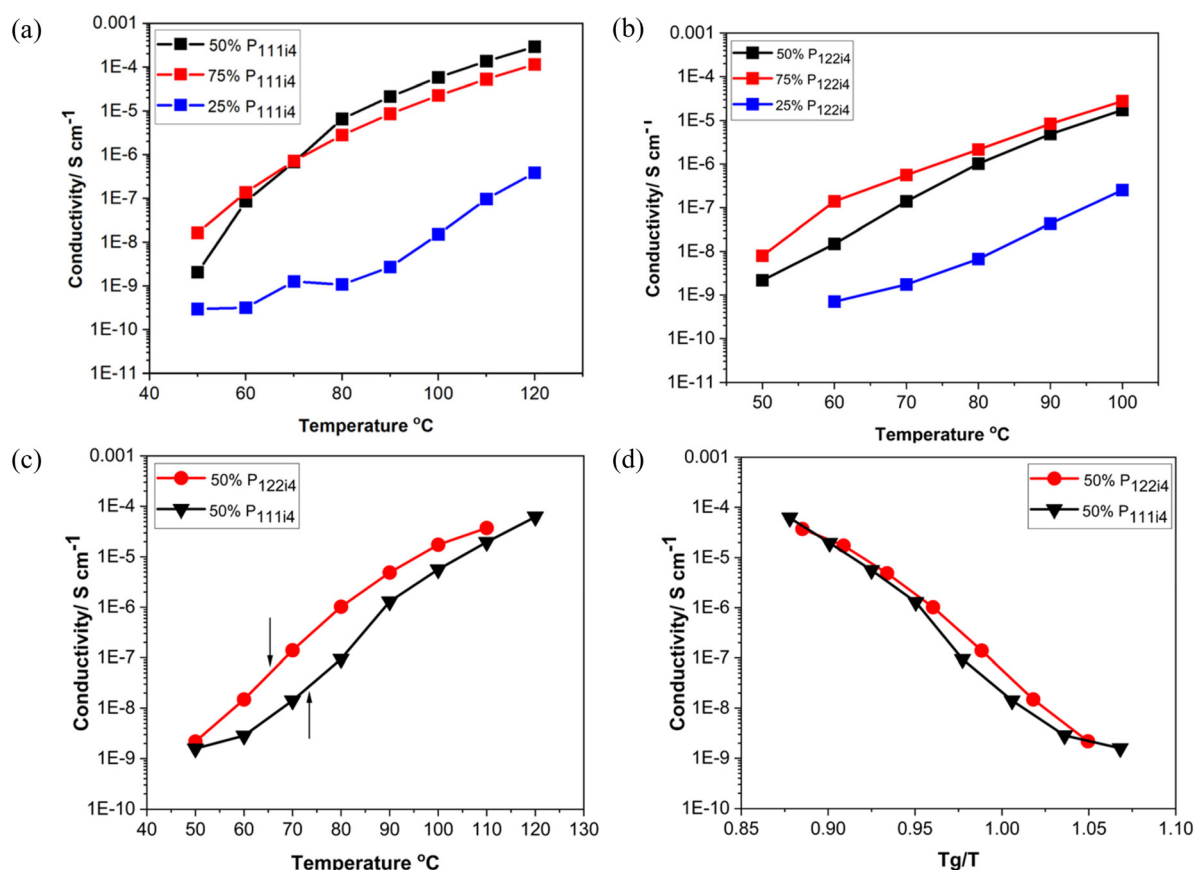 (a)
0.001
1E-4
1E-5
1E-6
1E-7
1E-8
1E-9
1E-10
1E-11
Conductivity/ S cm⁻¹
50% P111i4
75% P111i4
25% P111i4
40 60 80 100 120
Temperature °C
(b)
0.001
1E-4
1E-5
1E-6
1E-7
1E-8
1E-9
1E-10
1E-11
Conductivity/ S cm⁻¹
50% P122i4
75% P122i4
25% P122i4
50 60 70 80 90 100
Temperature °C
(c)
0.001
1E-4
1E-5
1E-6
1E-7
1E-8
1E-9
1E-10
Conductivity/ S cm⁻¹
50% P122i4
50% P111i4
40 50 60 70 80 90 100 110 120 130
Temperature °C
(d)
0.001
1E-4
1E-5
1E-6
1E-7
1E-8
1E-9
1E-10
Conductivity/ S cm⁻¹
50% P122i4
50% P111i4
0.85 0.90 0.95 1.00 1.05 1.10
Tg/T